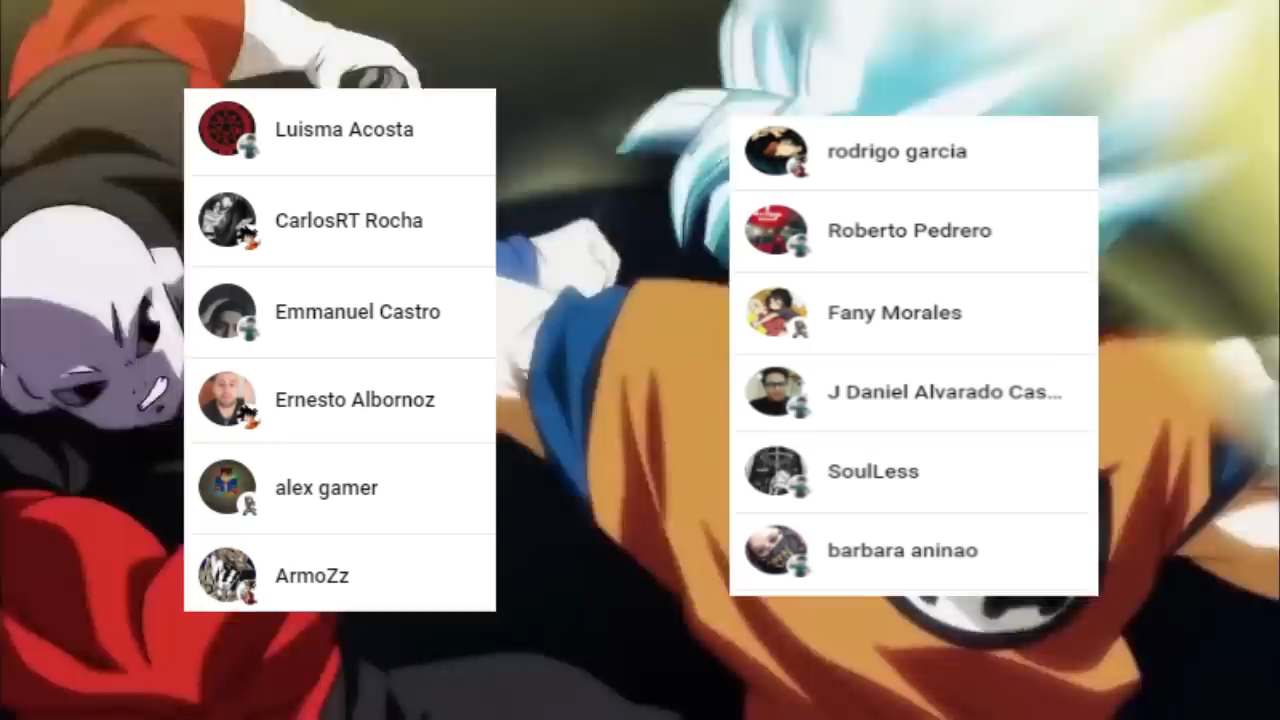 Luisma Acosta
CarlosRT Rocha
Emmanuel Castro
Ernesto Albornoz
alex gamer
ArmoZz
rodrigo garcia
Roberto Pedrero
Fany Morales
J Daniel Alvarado Cas...
SoulLess
barbara aninao